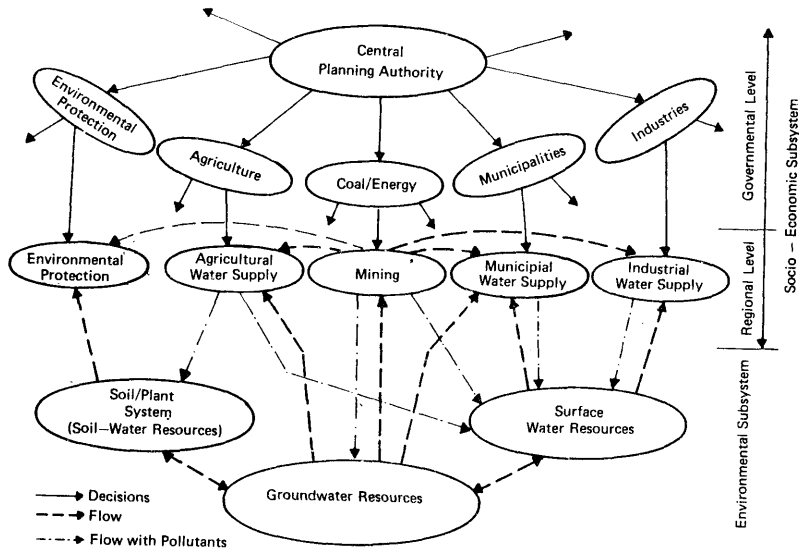 Central
Planning Authority
Environmental
Protection
Agriculture
Coal/Energy
Municipalities
Industries
Environmental
Protection
Agricultural
Water Supply
Mining
Municipial
Water Supply
Industrial
Water Supply
Soil/Plant
System
(Soil—Water Resources)
Surface
Water Resources
Groundwater Resources
Decisions
Flow
Flow with Pollutants
Governmental Level
Regional Level
Socio — Economic Subsystem
Environmental Subsystem